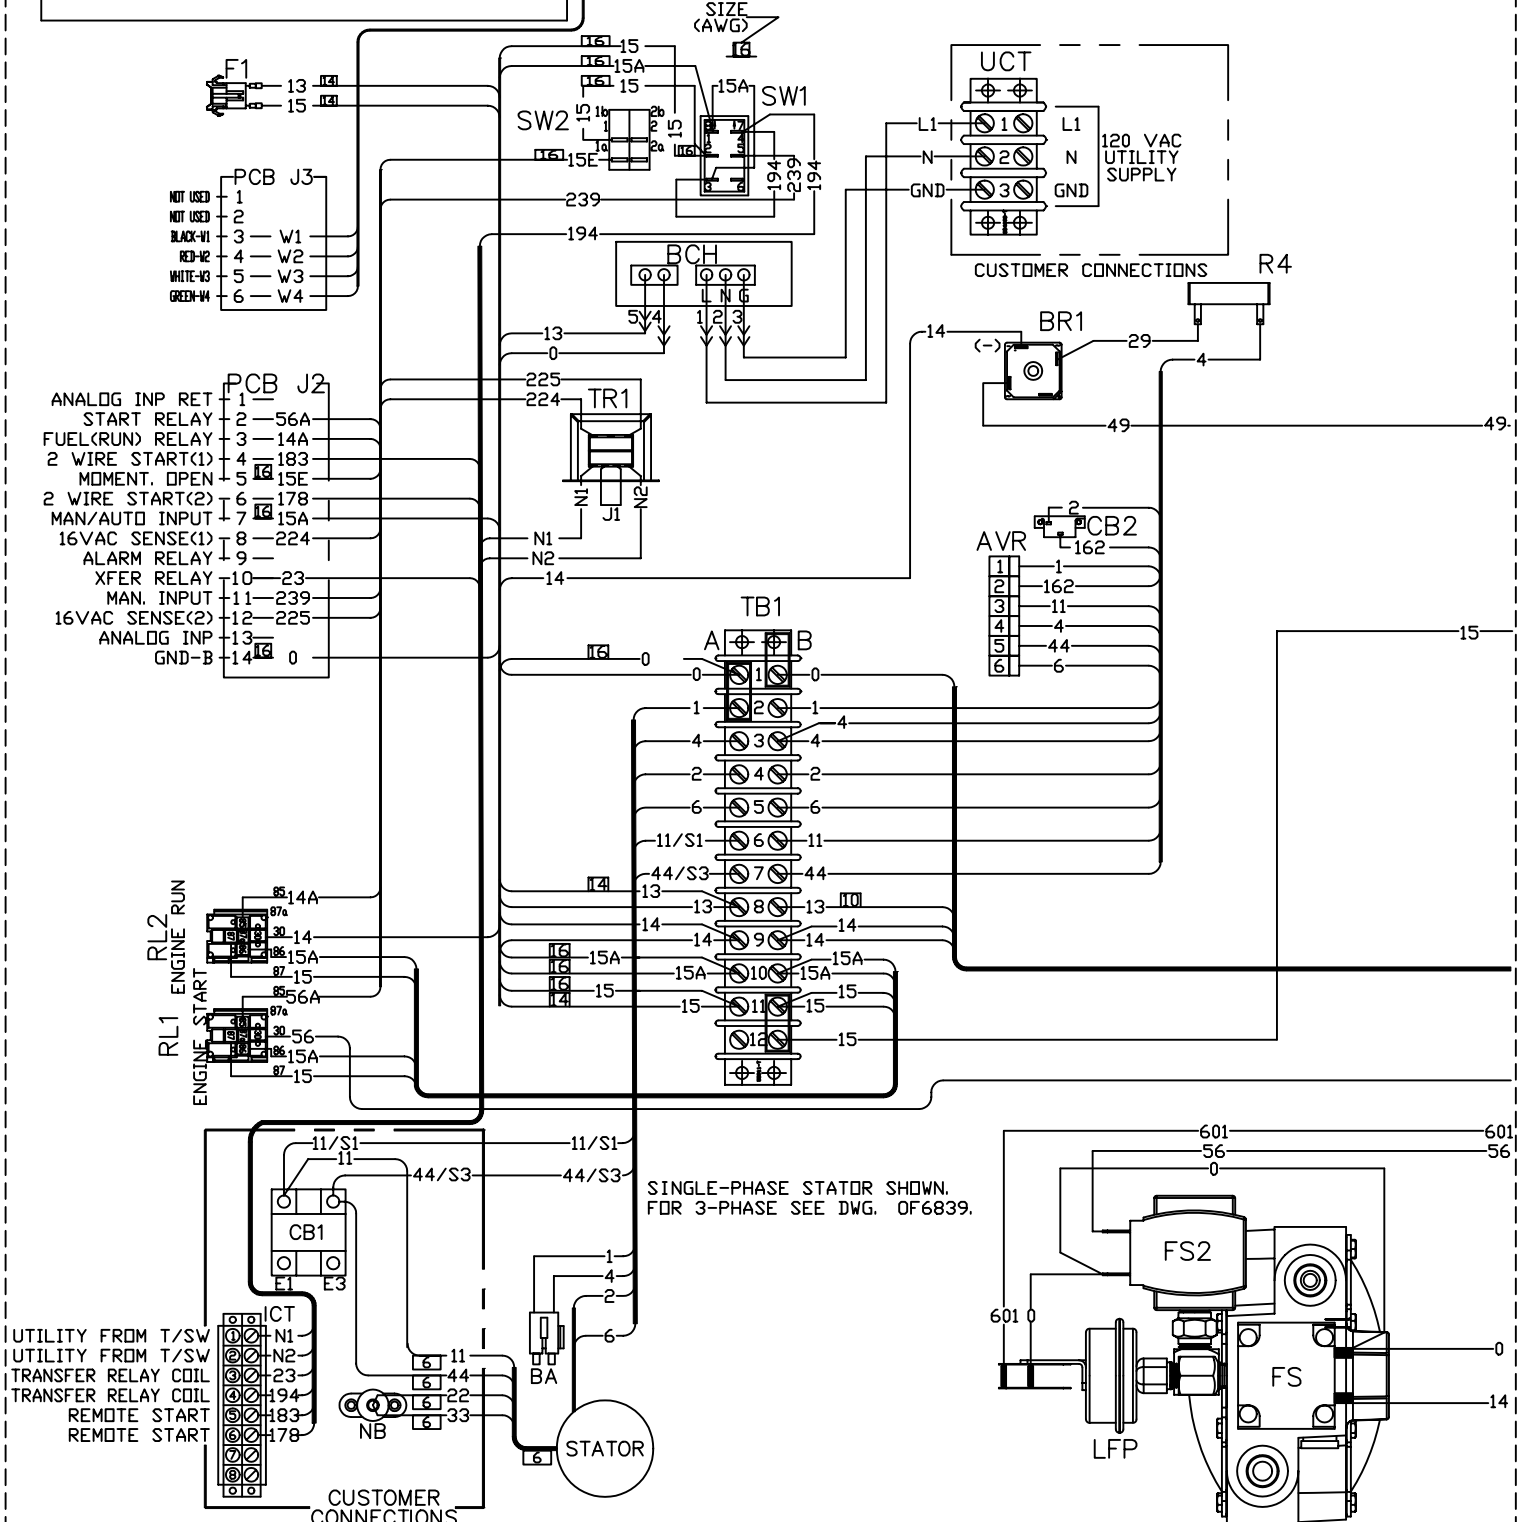 SIZE
(AWG)
16
F1
13 14
15 14
16 15
16 15A
16 15
15
15
15A
SW2
1b 2b
1 2
1a 2a
16 15E
16
SW1
194
239
194
239
194
UCT
L1 1 L1
N 2 N
GND 3 GND
120 VAC
UTILITY
SUPPLY
CUSTOMER CONNECTIONS
PCB J3
NOT USED 1
NOT USED 2
BLACK-W1 3 W1
RED-W2 4 W2
WHITE-W3 5 W3
GREEN-W4 6 W4
BCH
L N G
5 4 1 2 3
13
0
R4
BR1
(-)
14
29
4
49
49
225
224
TR1
N1 N2
J1
N1
N2
14
PCB J2
ANALOG INP RET 1
START RELAY 2 56A
FUEL(RUN) RELAY 3 14A
2 WIRE START(1) 4 183
MOMENT. OPEN 5 16 15E
2 WIRE START(2) 6 178
MAN/AUTO INPUT 7 16 15A
16VAC SENSE(1) 8 224
ALARM RELAY 9
XFER RELAY 10 23
MAN. INPUT 11 239
16VAC SENSE(2) 12 225
ANALOG INP 13
GND-B 14 16 0
2
CB2
162
AVR
1 1
2 162
3 11
4 4
5 44
6 6
TB1
A B
15
16 0
0 1 0
1 2 1
4
4 3 4
2 4 2
6 5 6
11/S1 6 11
44/S3 7 44
14 13
13 8 13 10
14 14
14 9 14
16 15A 15A
16 15A 10 15A
16 15 15
14 15 11 15
12 15
RL2
ENGINE RUN
85 14A
87a
30 14
86 15A
87 15
RL1
ENGINE START
85 56A
87a
30 56
86 15A
87 15
11/S1 11/S1
11
44/S3 44/S3
CB1
E1 E3
SINGLE-PHASE STATOR SHOWN.
FOR 3-PHASE SEE DWG. 0F6839.
1
4
2
6
BA
ICT
UTILITY FROM T/SW 1 N1
UTILITY FROM T/SW 2 N2
TRANSFER RELAY COIL 3 23
TRANSFER RELAY COIL 4 194
REMOTE START 5 183
REMOTE START 6 178
7
8
6 11
6 44
6 22
6 33
NB
6
STATOR
CUSTOMER
CONNECTIONS
601 601
56 56
0
FS2
601 0
FS
LFP
0
14